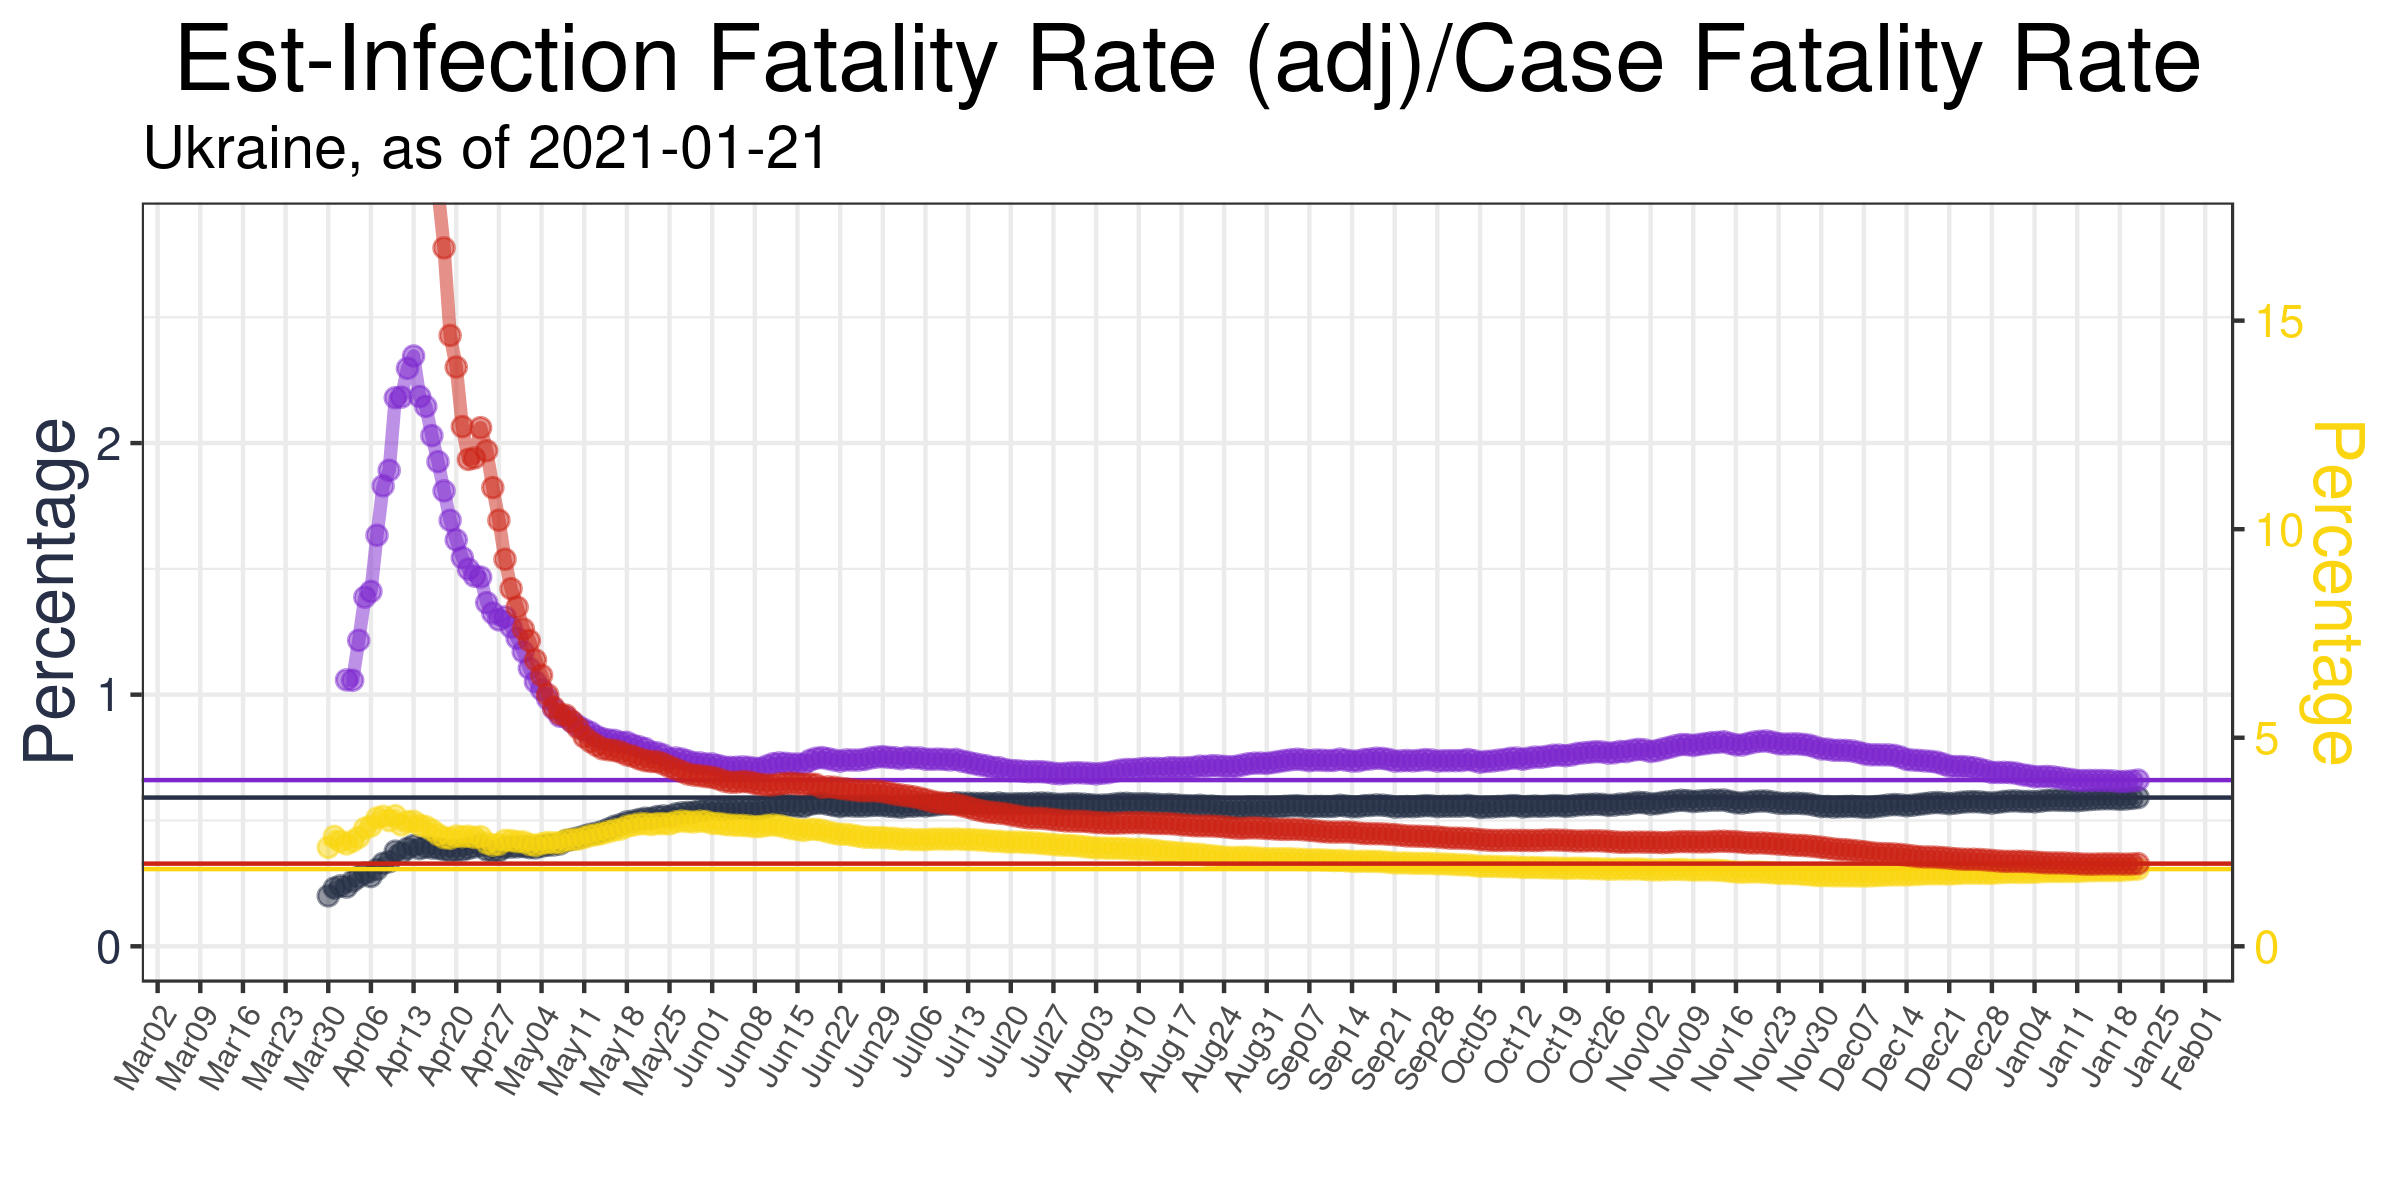 Est-Infection Fatality Rate (adj)/Case Fatality Rate
Ukraine, as of 2021-01-21
Percentage
2
1
0
15
10
5
0
Percentage
Mar02
Mar09
Mar16
Mar23
Mar30
Apr06
Apr13
Apr20
Apr27
May04
May11
May18
May25
Jun01
Jun08
Jun15
Jun22
Jun29
Jul06
Jul13
Jul20
Jul27
Aug03
Aug10
Aug17
Aug24
Aug31
Sep07
Sep14
Sep21
Sep28
Oct05
Oct12
Oct19
Oct26
Nov02
Nov09
Nov16
Nov23
Nov30
Dec07
Dec14
Dec21
Dec28
Jan04
Jan11
Jan18
Jan25
Feb01